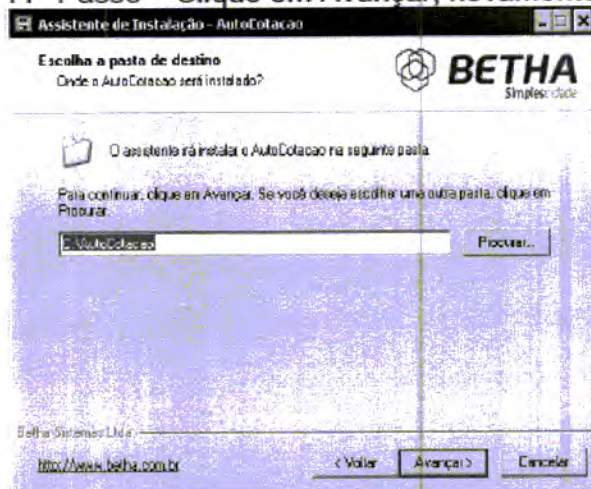 Passo - Clique em Avançar, novamente
Assistente de Instalação - AutoCotacao
Escolha a pasta de destino
Onde o AutoCotacao será instalado?
BETHA
Simples
O assistente irá instalar o AutoCotacao na seguinte pasta.
Para continuar, clique em Avançar. Se você deseja escolher uma outra pasta, clique em
Procurar.
C:\AutoCotacao
Procurar...
Betha Sistemas Ltda
http://www.betha.com.br
< Voltar
Avançar >
Cancelar